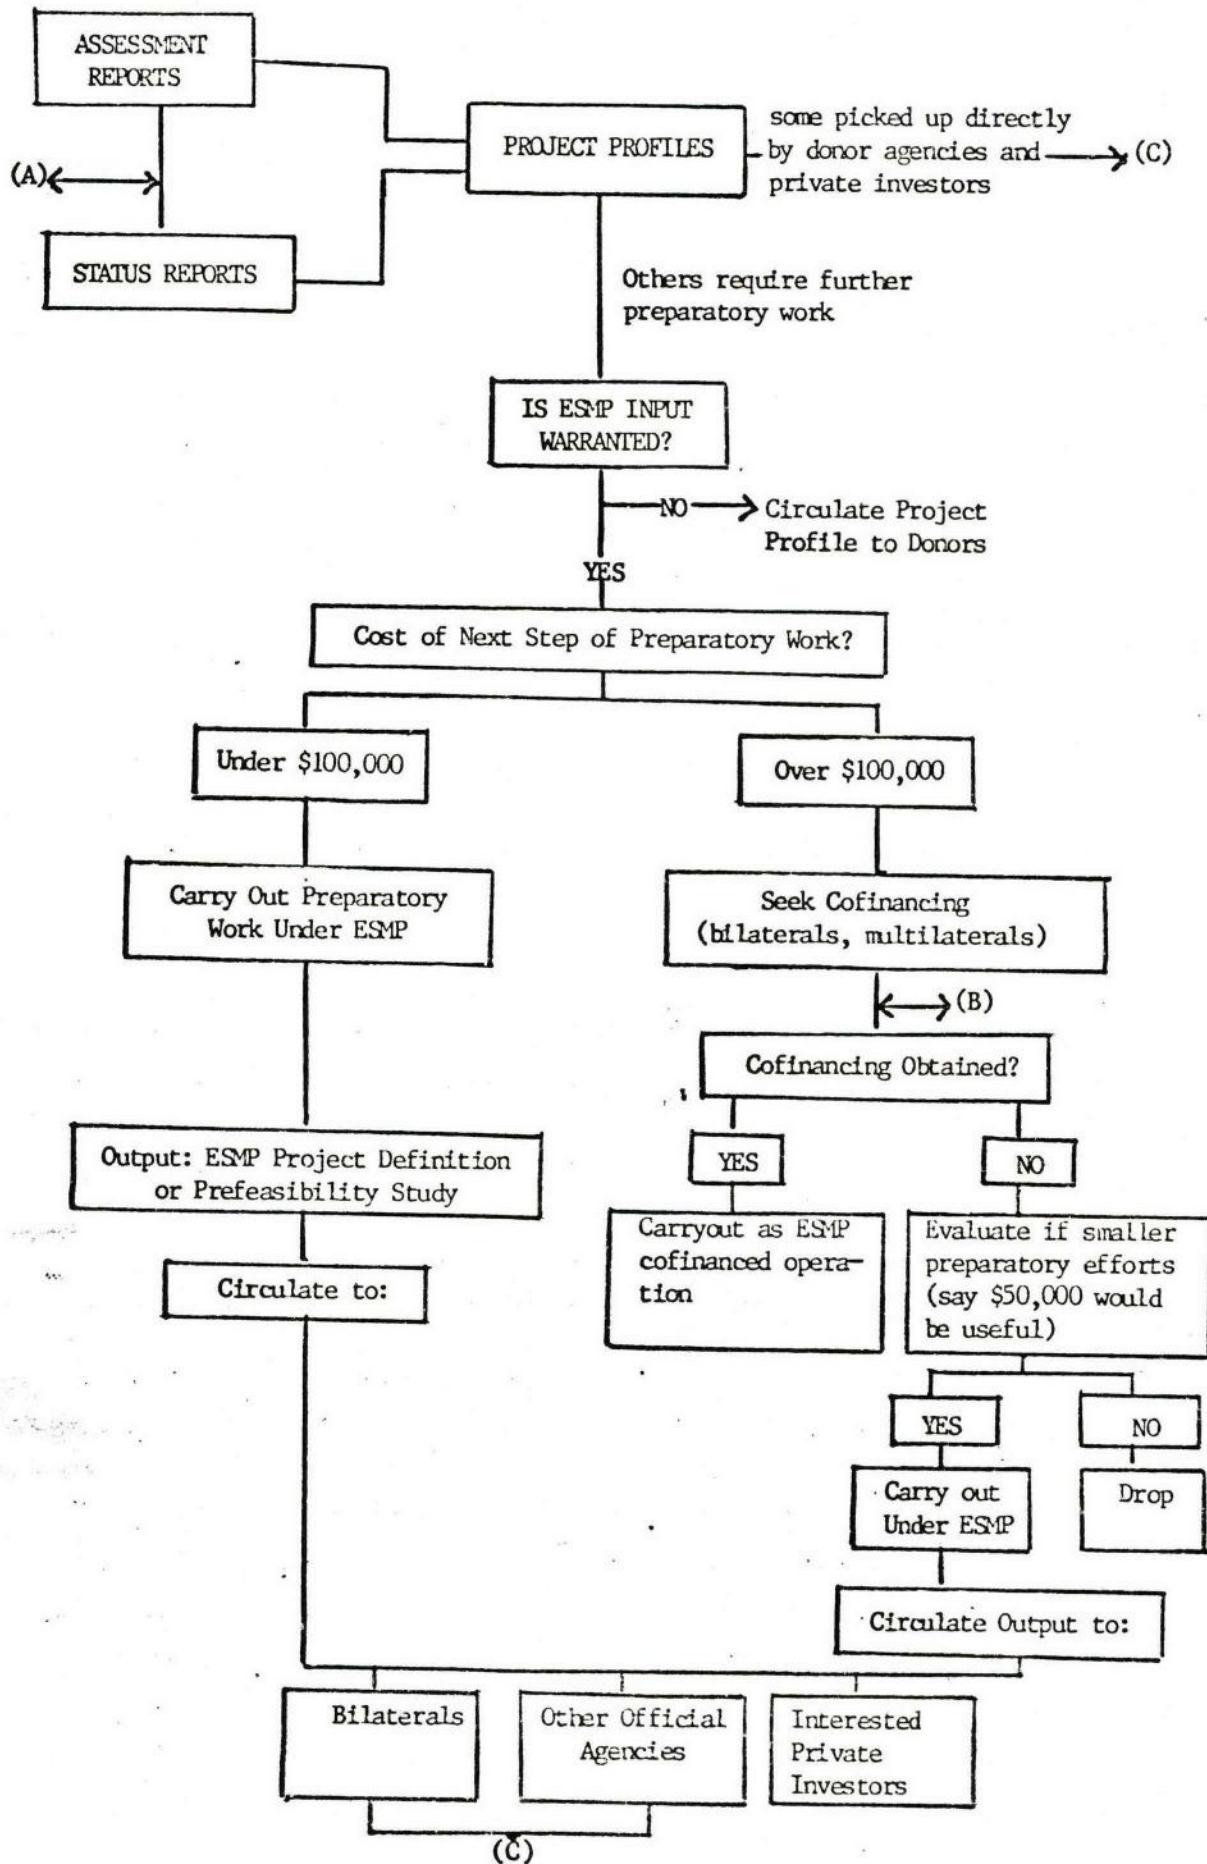 ASSESSMENT
REPORTS
(A)
STATUS REPORTS
PROJECT PROFILES
some picked up directly
by donor agencies and
private investors
(C)
Others require further
preparatory work
IS ESMP INPUT
WARRANTED?
NO
Circulate Project
Profile to Donors
YES
Cost of Next Step of Preparatory Work?
Under $100,000
Over $100,000
Carry Out Preparatory
Work Under ESMP
Seek Cofinancing
(bilaterals, multilaterals)
(B)
Cofinancing Obtained?
Output: ESMP Project Definition
or Prefeasibility Study
YES
NO
Circulate to:
Carryout as ESMP
cofinanced opera-
tion
Evaluate if smaller
preparatory efforts
(say $50,000 would
be useful)
YES
NO
Carry out
Under ESMP
Drop
Circulate Output to:
Bilaterals
Other Official
Agencies
Interested
Private
Investors
(C)